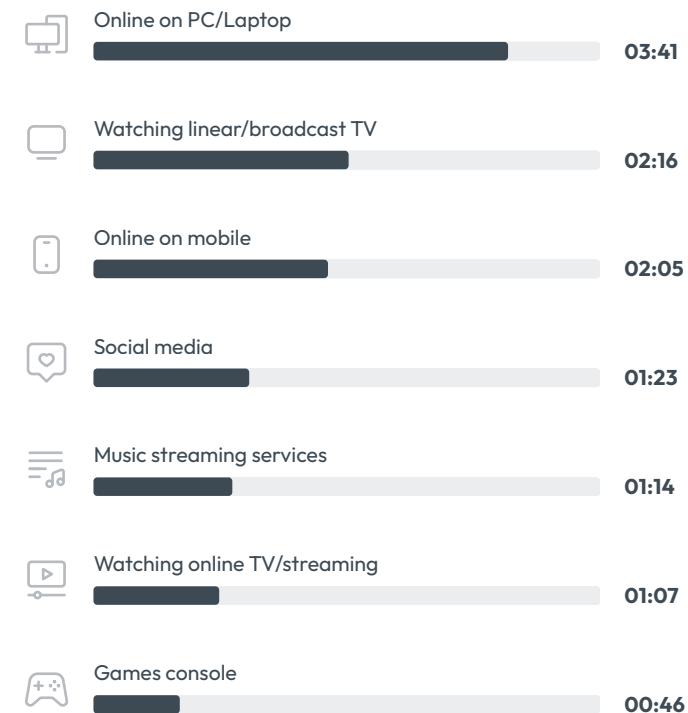 Online on PC/Laptop
03:41
Watching linear/broadcast TV
02:16
Online on mobile
02:05
Social media
01:23
Music streaming services
01:14
Watching online TV/streaming
01:07
Games console
00:46